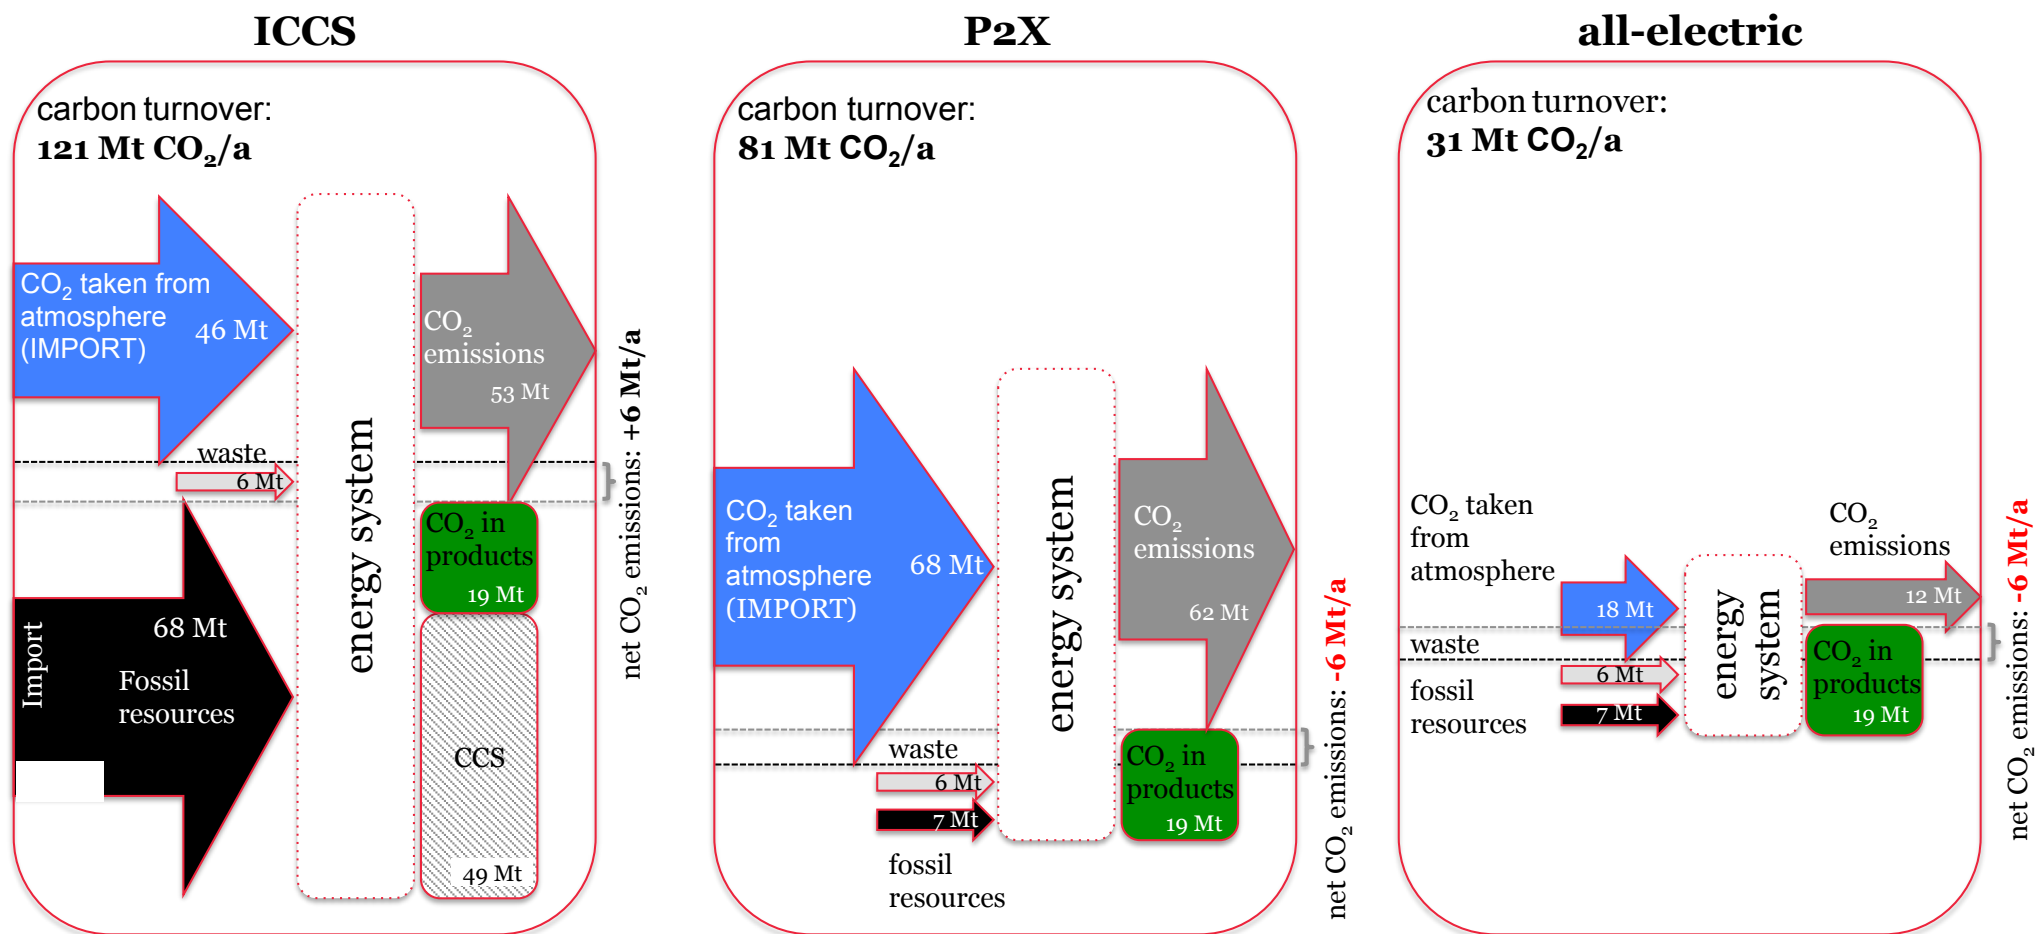 ICCS
carbon turnover:
121 Mt CO₂/a
CO₂ taken from
atmosphere
(IMPORT)
46 Mt
waste
6 Mt
Import
68 Mt
Fossil
resources
energy system
CO₂
emissions
53 Mt
CO₂ in
products
19 Mt
CCS
49 Mt
net CO₂ emissions: +6 Mt/a
P2X
carbon turnover:
81 Mt CO₂/a
CO₂ taken
from
atmosphere
(IMPORT)
68 Mt
waste
6 Mt
7 Mt
fossil
resources
energy system
CO₂
emissions
62 Mt
CO₂ in
products
19 Mt
net CO₂ emissions: -6 Mt/a
all-electric
carbon turnover:
31 Mt CO₂/a
CO₂ taken
from
atmosphere
18 Mt
waste
6 Mt
fossil
resources
7 Mt
energy
system
CO₂
emissions
12 Mt
CO₂ in
products
19 Mt
net CO₂ emissions: -6 Mt/a